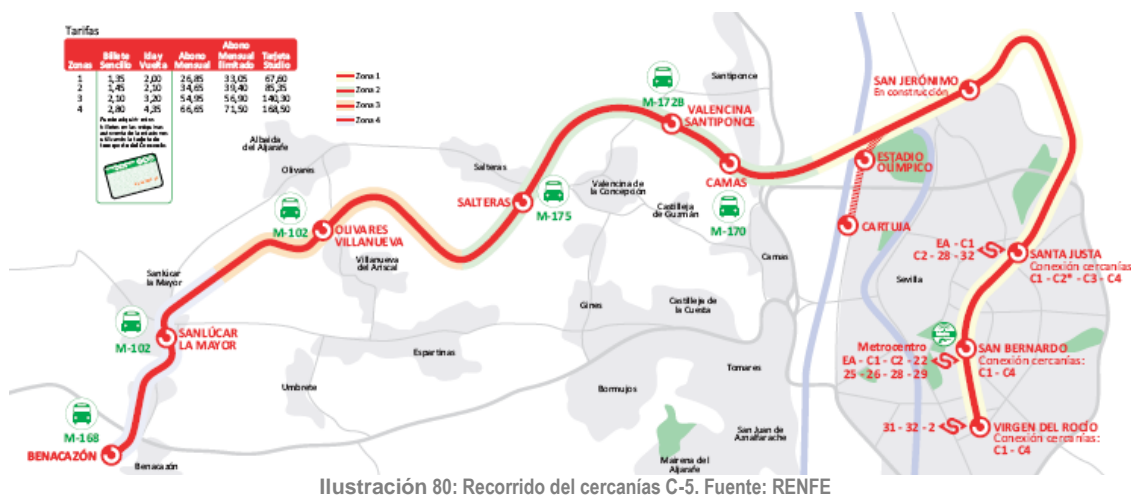 Tarifas
Zonas Billete Sencillo Ida y Vuelta Abono Mensual Abono Mensual Ilimitado Tarjeta Studio
1 1,35 2,00 26,85 33,05 67,60
2 1,45 2,10 34,65 39,40 85,35
3 2,10 3,20 54,95 56,90 140,30
4 2,80 4,35 66,65 71,50 168,50
Zona 1
Zona 2
Zona 3
Zona 4
Santiponce
M-172B
VALENCINA
SANTIPONCE
SAN JERÓNIMO
En construcción
ESTADIO
OLÍMPICO
CARTUJA
CAMAS
M-170
Albaida
del Aljarafe
Olivares
Salteras
SALTERAS
M-175
Valencina de
la Concepción
Castilleja
de Guzmán
M-102
OLIVARES
VILLANUEVA
Villanueva
del Ariscal
Camas
EA - C1
C2 - 28 - 32
SANTA JUSTA
Conexión cercanías
C1 - C2* - C3 - C4
Sevilla
Sanlúcar
la Mayor
M-102
SANLÚCAR
LA MAYOR
Gines
Castilleja de
la Cuesta
Espartinas
Metrocentro
EA - C1 - C2 - 22
25 - 26 - 28 - 29
SAN BERNARDO
Conexión cercanías:
C1 - C4
Umbrete
Bormujos
Tomares
M-168
BENACAZÓN
Benacazón
San Juan de
Aznalfarache
Mairena del
Aljarafe
31 - 32 - 2
VIRGEN DEL ROCÍO
Conexión cercanías:
C1 - C4
Ilustración 80: Recorrido del cercanías C-5. Fuente: RENFE